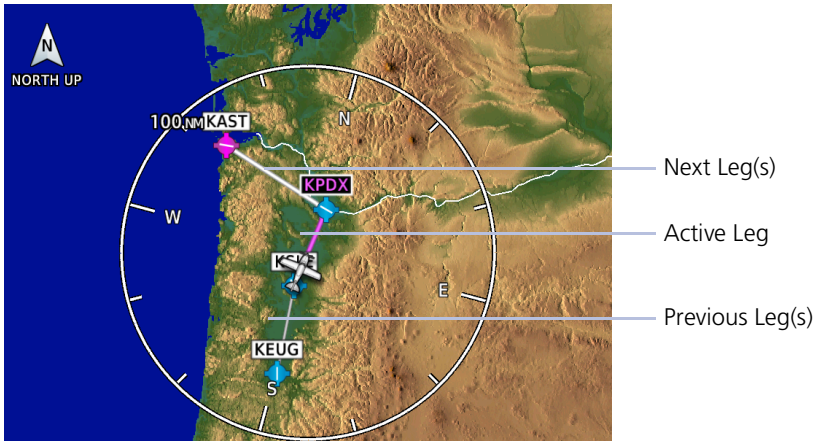 N
NORTH UP
100NM KAST
N
KPDX
Next Leg(s)
W
Active Leg
E
Previous Leg(s)
KEUG
S